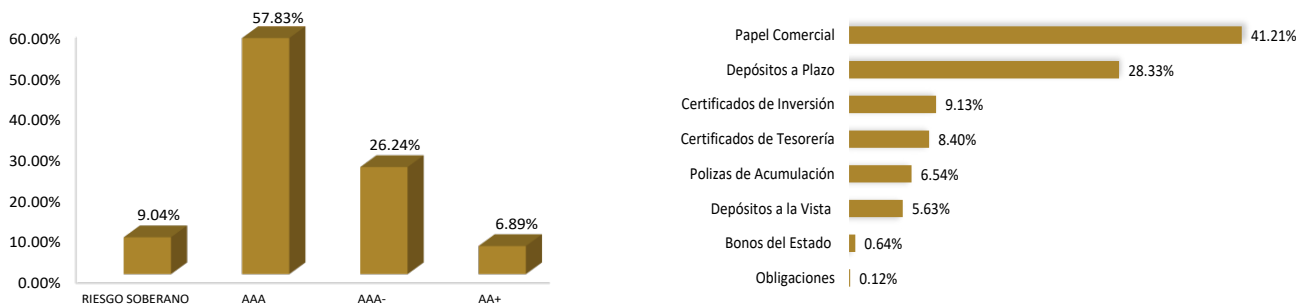 57.83%
60.00%
50.00%
40.00%
30.00%
26.24%
20.00%
9.04%
6.89%
10.00%
0.00%
RIESGO SOBERANO AAA AAA- AA+
Papel Comercial 41.21%
Depósitos a Plazo 28.33%
Certificados de Inversión 9.13%
Certificados de Tesorería 8.40%
Polizas de Acumulación 6.54%
Depósitos a la Vista 5.63%
Bonos del Estado 0.64%
Obligaciones 0.12%